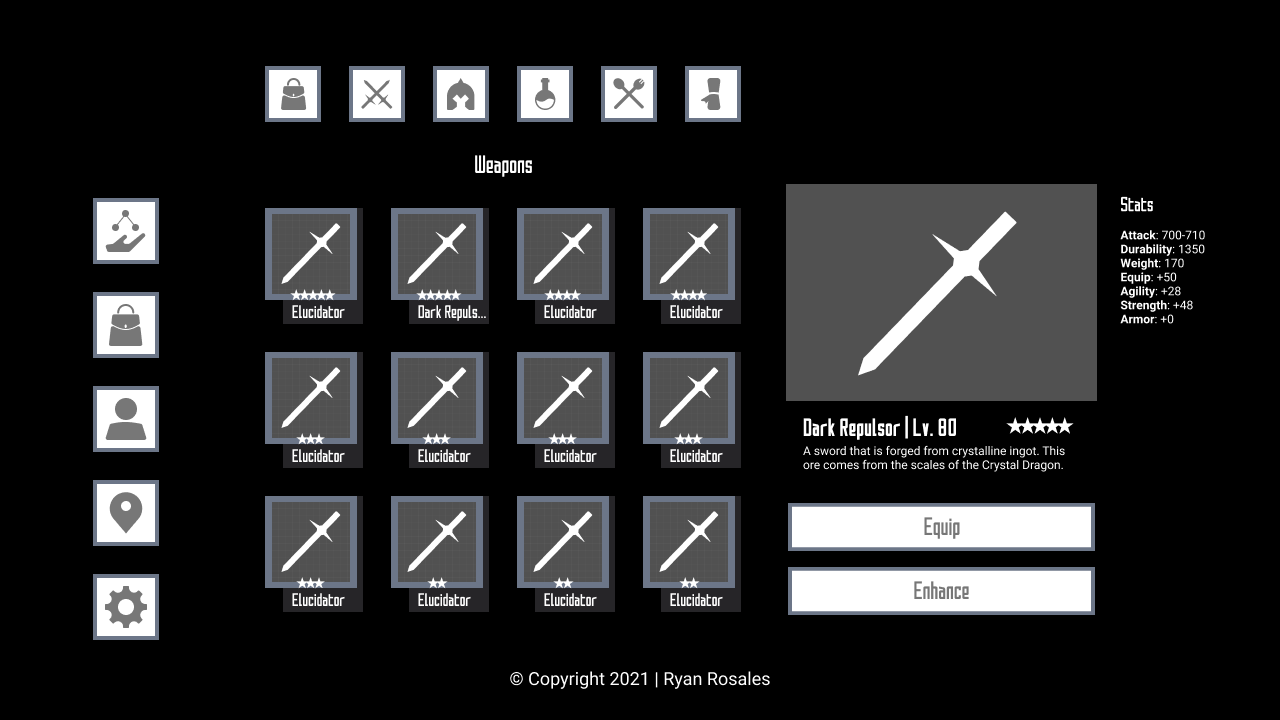 Weapons
Elucidator
Dark Repuls...
Elucidator
Elucidator
Elucidator
Elucidator
Elucidator
Elucidator
Elucidator
Elucidator
Elucidator
Elucidator
Dark Repulsor | Lv. 80
A sword that is forged from crystalline ingot. This
ore comes from the scales of the Crystal Dragon.
Equip
Enhance
Stats
Attack: 700-710
Durability: 1350
Weight: 170
Equip: +50
Agility: +28
Strength: +48
Armor: +0
© Copyright 2021 | Ryan Rosales